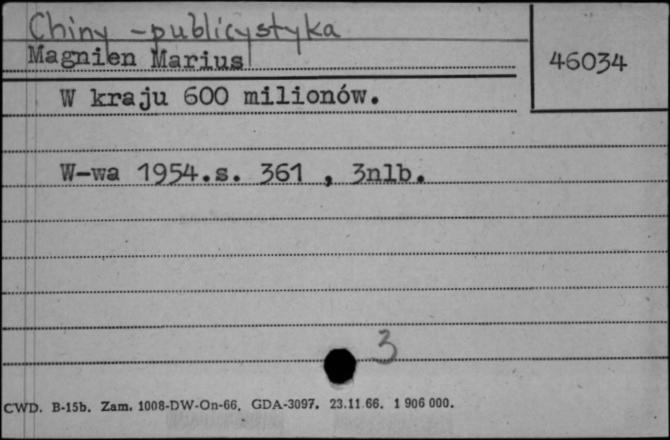 Chiny - publicystyka
Magnien Marius
46034
W kraju 600 milionów.
W-wa 1954.s. 361 , 3nlb.
3
CWD. B-15b. Zam. 1008-DW-On-66. GDA-3097. 23.11.66. 1 906 000.